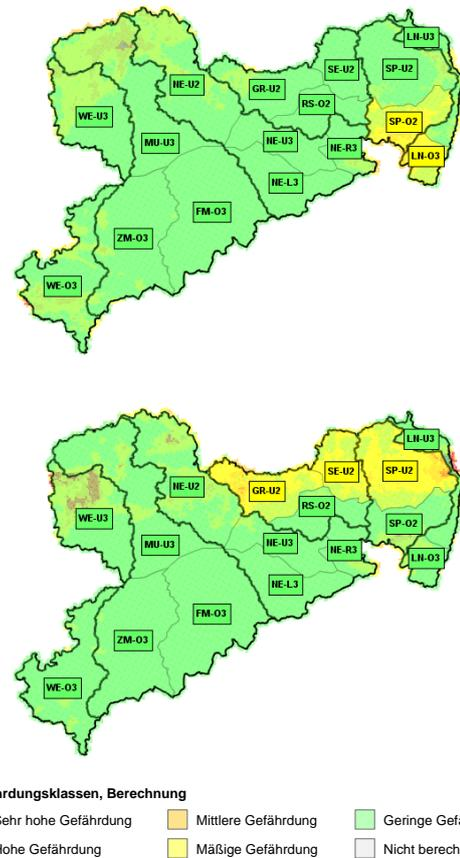 LN-U3
SE-U2
SP-U2
NE-U2
GR-U2
RS-O2
WE-U3
SP-O2
MU-U3
NE-U3
NE-R3
LN-O3
NE-L3
FM-O3
ZM-O3
WE-O3
LN-U3
SE-U2
SP-U2
NE-U2
GR-U2
RS-O2
WE-U3
SP-O2
MU-U3
NE-U3
NE-R3
LN-O3
NE-L3
FM-O3
ZM-O3
WE-O3
rdungsklassen, Berechnung
Sehr hohe Gefährdung Mittlere Gefährdung Geringe Gefä
Hohe Gefährdung Mäßige Gefährdung Nicht berech